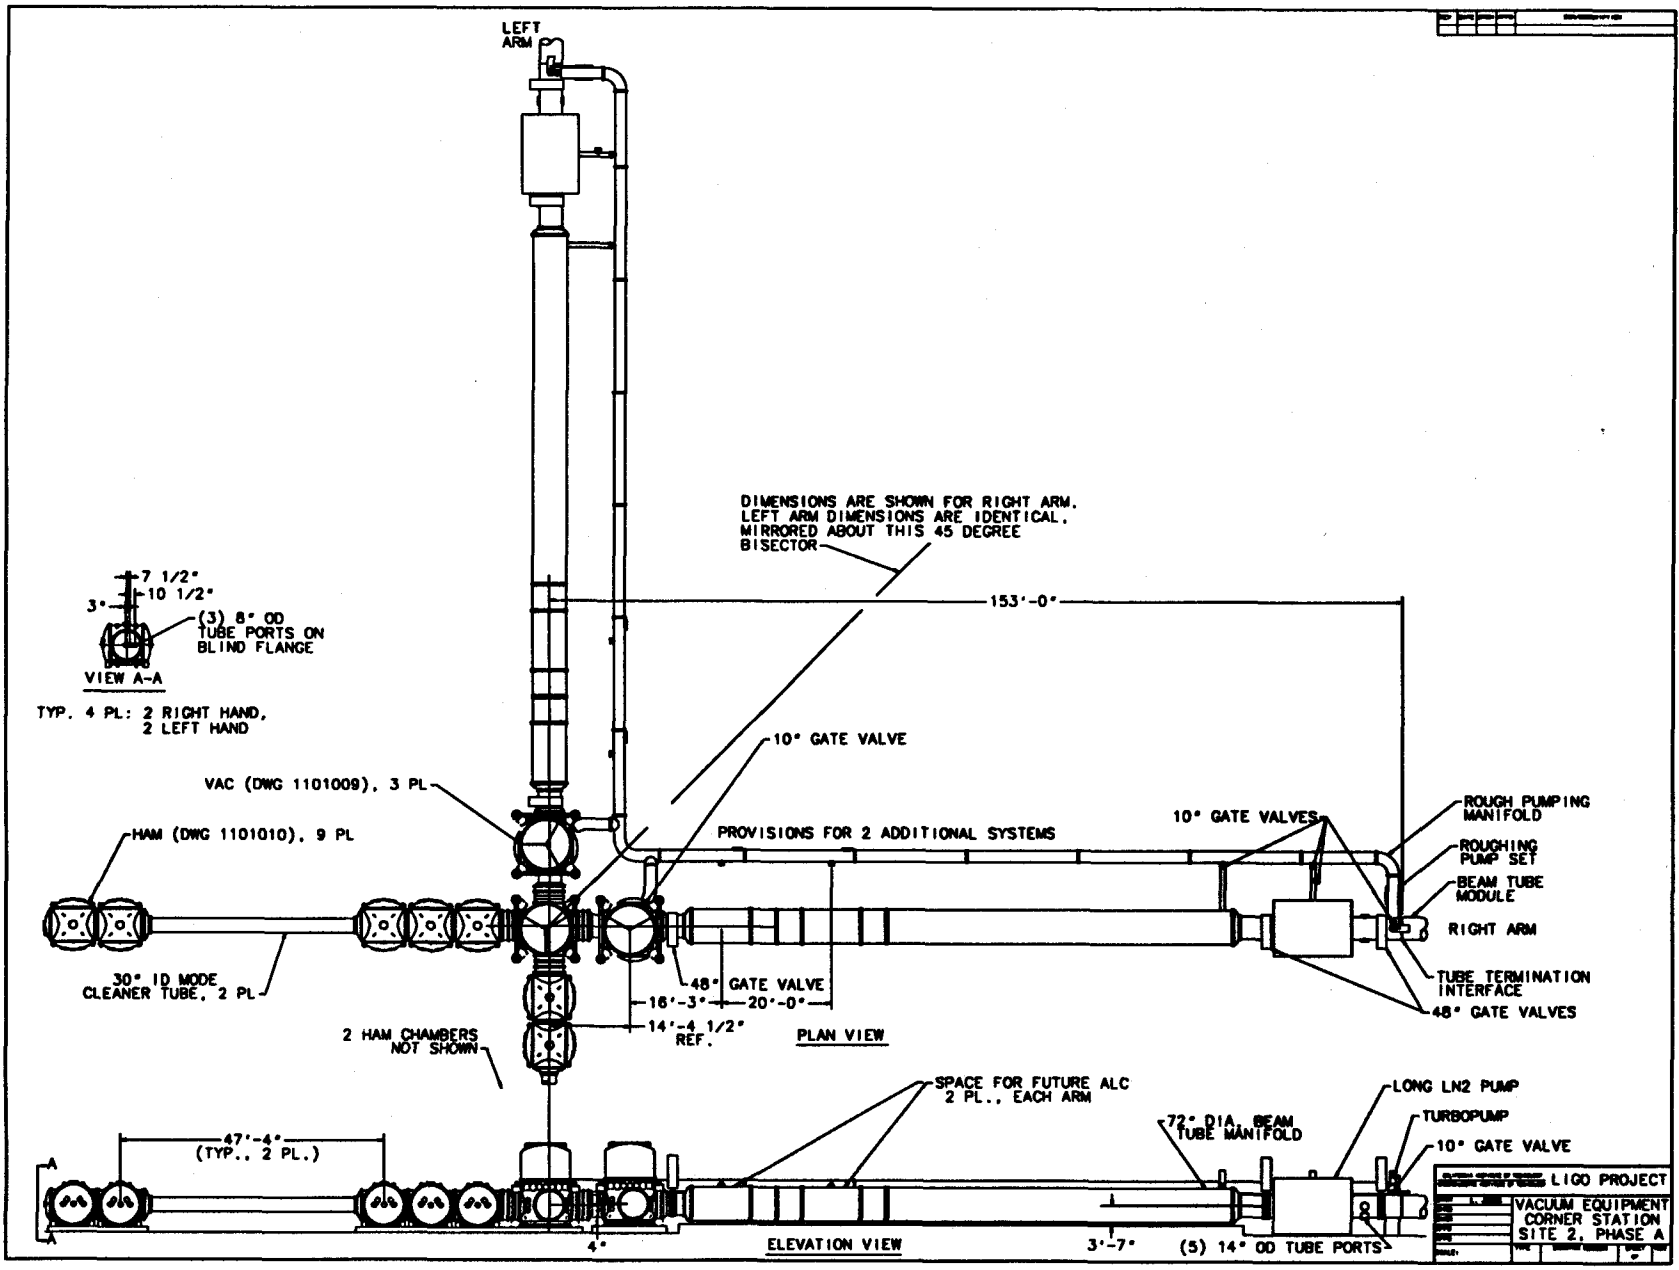 LEFT
ARM
DIMENSIONS ARE SHOWN FOR RIGHT ARM.
LEFT ARM DIMENSIONS ARE IDENTICAL,
MIRRORED ABOUT THIS 45 DEGREE
BISECTOR
153'-0"
7 1/2"
10 1/2"
3"
(3) 8" OD
TUBE PORTS ON
BLIND FLANGE
VIEW A-A
TYP. 4 PL: 2 RIGHT HAND,
2 LEFT HAND
10" GATE VALVE
VAC (DWG 1101009), 3 PL
HAM (DWG 1101010), 9 PL
PROVISIONS FOR 2 ADDITIONAL SYSTEMS
10" GATE VALVES
ROUGH PUMPING
MANIFOLD
ROUGHING
PUMP SET
BEAM TUBE
MODULE
RIGHT ARM
30" ID MODE
CLEANER TUBE, 2 PL
48" GATE VALVE
16'-3"
20'-0"
14'-4 1/2"
REF.
TUBE TERMINATION
INTERFACE
48" GATE VALVES
PLAN VIEW
2 HAM CHAMBERS
NOT SHOWN
SPACE FOR FUTURE ALC
2 PL., EACH ARM
LONG LN2 PUMP
TURBOPUMP
72" DIA. BEAM
TUBE MANIFOLD
10" GATE VALVE
47'-4"
(TYP., 2 PL.)
A
A
4"
ELEVATION VIEW
3'-7"
(5) 14" OD TUBE PORTS
LIGO PROJECT
VACUUM EQUIPMENT
CORNER STATION
SITE 2, PHASE A